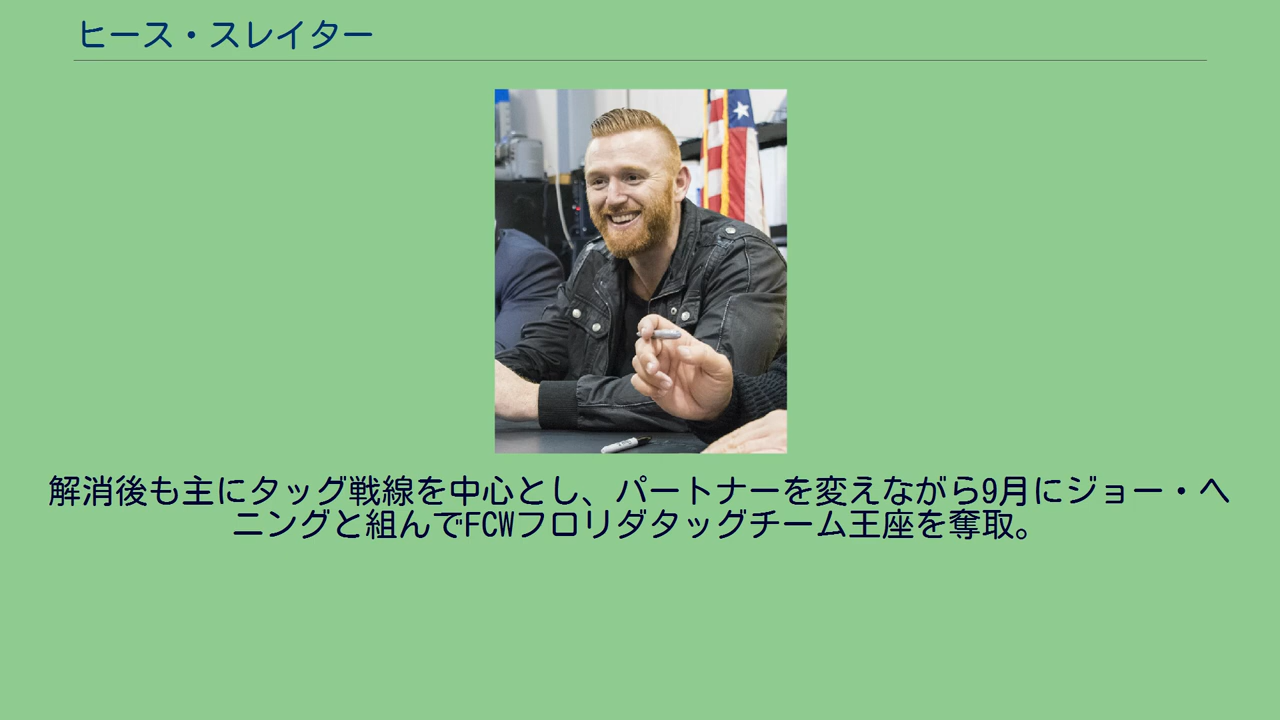 ヒース・スレイター
解消後も主にタッグ戦線を中心とし、パートナーを変えながら9月にジョー・ヘ
ニングと組んでFCWフロリダタッグチーム王座を奪取。